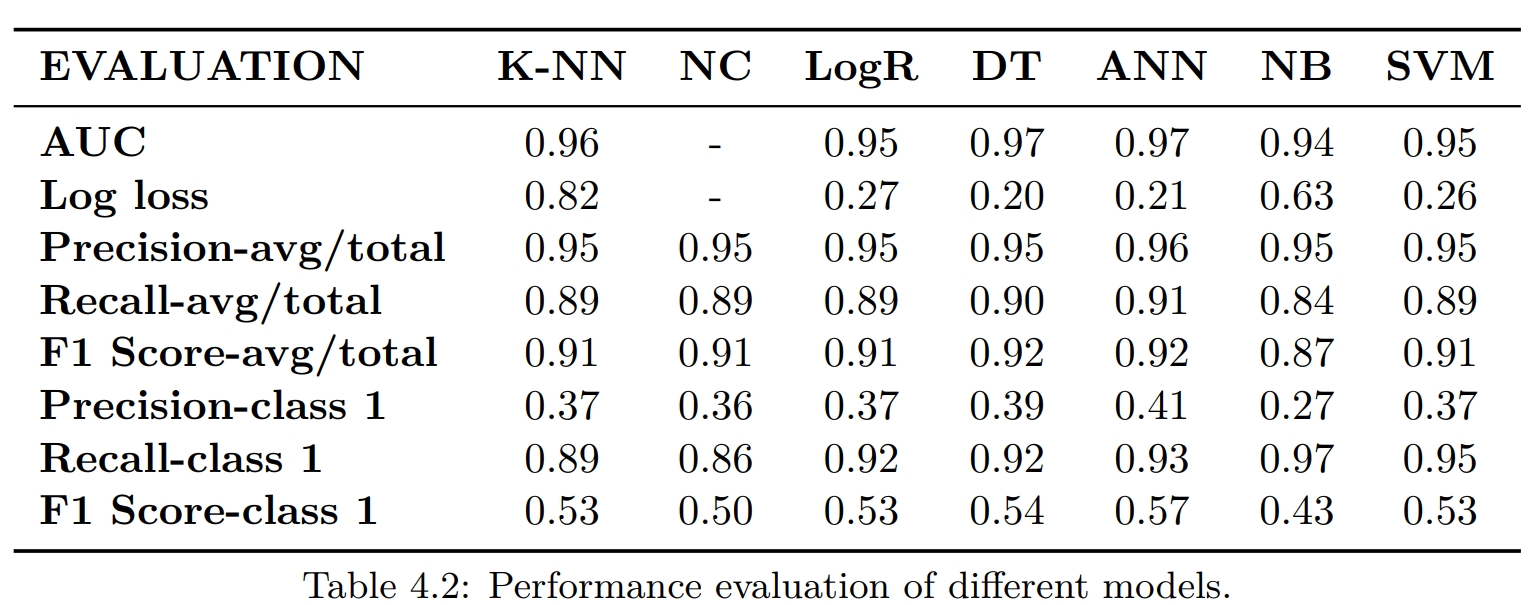 EVALUATION K-NN NC LogR DT ANN NB SVM
AUC 0.96 - 0.95 0.97 0.97 0.94 0.95
Log loss 0.82 - 0.27 0.20 0.21 0.63 0.26
Precision-avg/total 0.95 0.95 0.95 0.95 0.96 0.95 0.95
Recall-avg/total 0.89 0.89 0.89 0.90 0.91 0.84 0.89
F1 Score-avg/total 0.91 0.91 0.91 0.92 0.92 0.87 0.91
Precision-class 1 0.37 0.36 0.37 0.39 0.41 0.27 0.37
Recall-class 1 0.89 0.86 0.92 0.92 0.93 0.97 0.95
F1 Score-class 1 0.53 0.50 0.53 0.54 0.57 0.43 0.53
Table 4.2: Performance evaluation of different models.